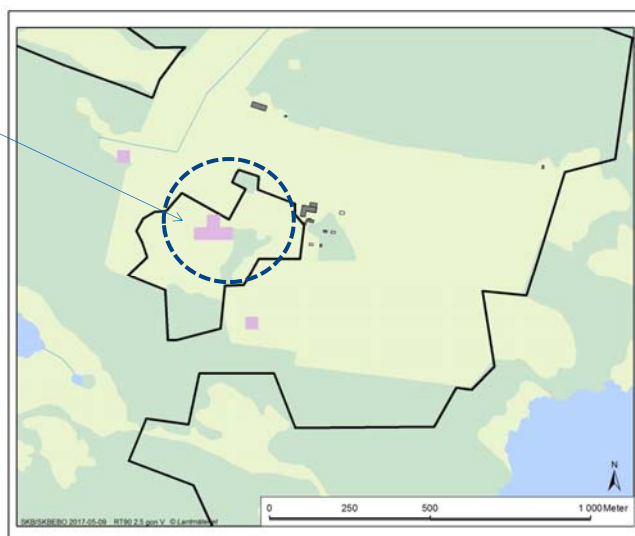 N
0 250 500 1 000 Meter
SKB/SKBEBO 2017-05-09 RT90 2.5 gon V © Lantmäteriet